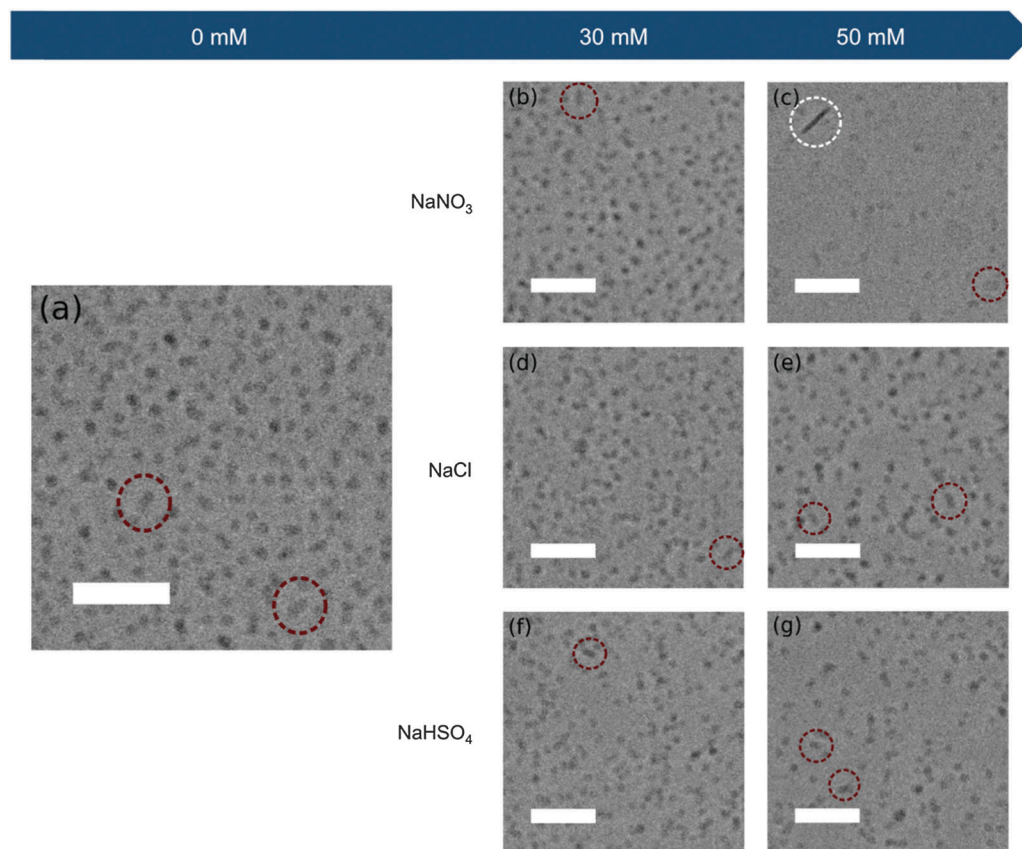 0 mM 30 mM 50 mM
(b) (c)
NaNO₃
(a)
(d) (e)
NaCl
(f) (g)
NaHSO₄